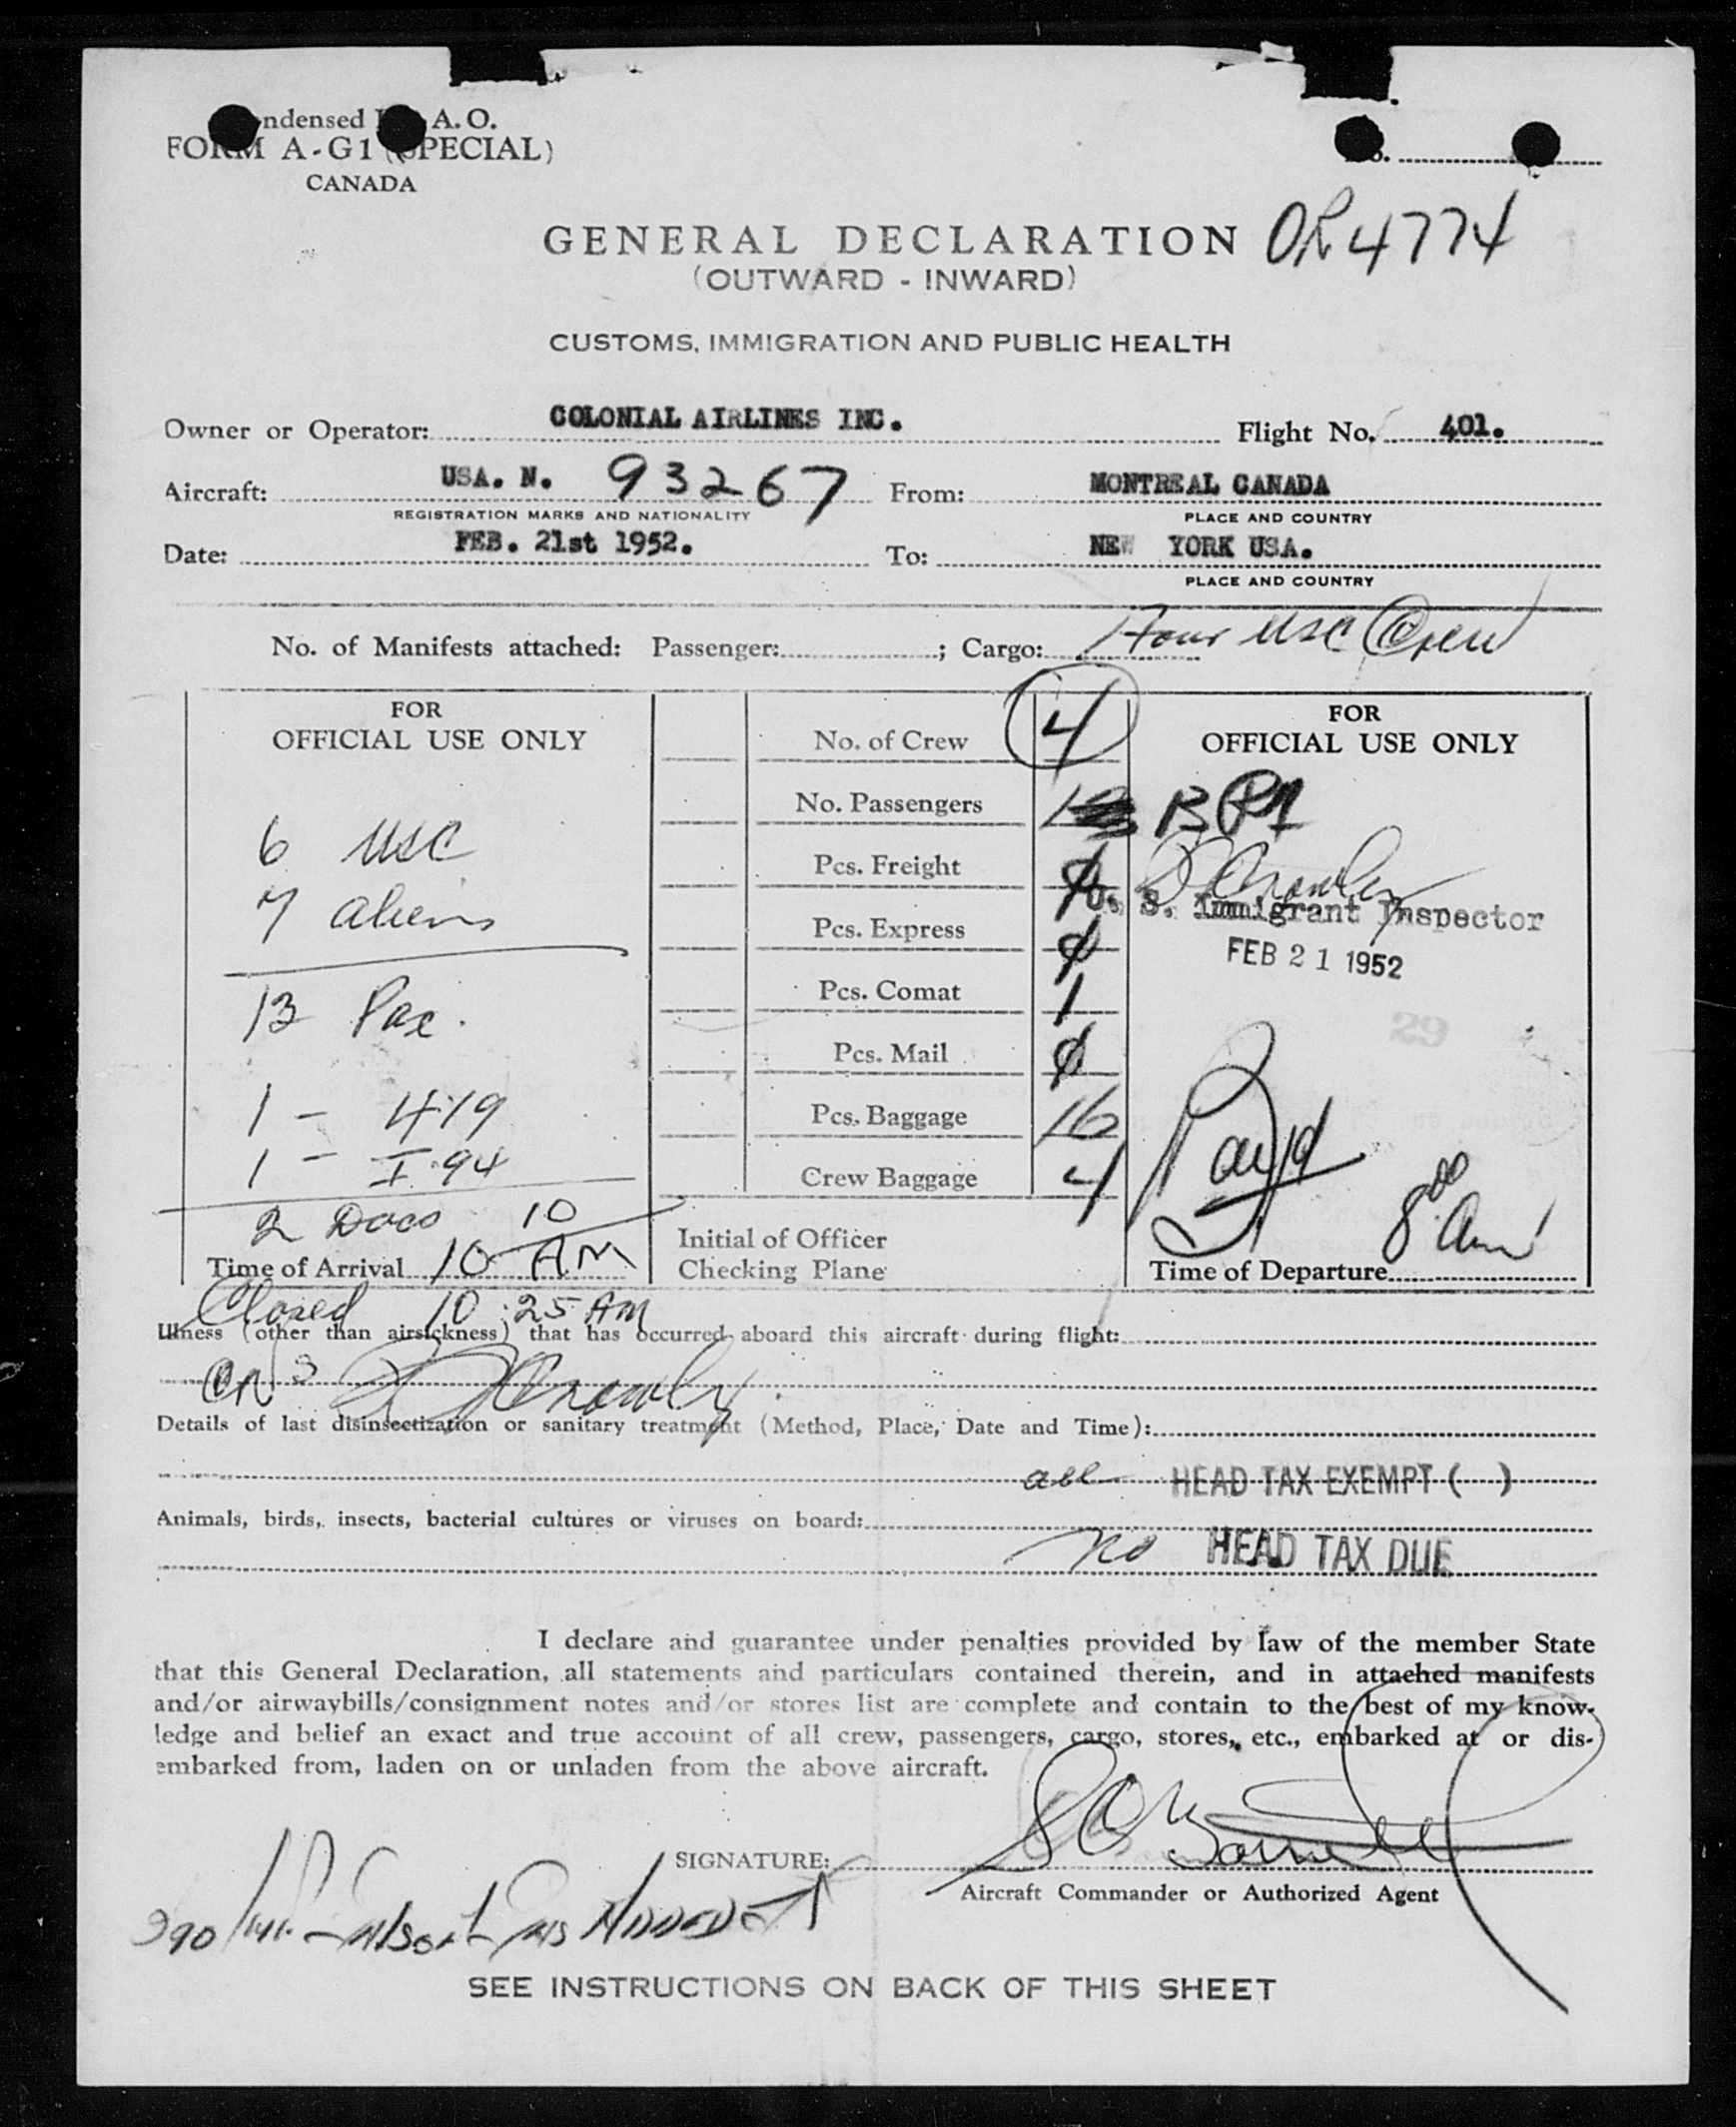 ndensed A. O.
FORM A-G1 (SPECIAL)
CANADA
GENERAL DECLARATION OR 4774
(OUTWARD - INWARD)
CUSTOMS, IMMIGRATION AND PUBLIC HEALTH
Owner or Operator: COLONIAL AIRLINES INC. Flight No. 401.
Aircraft: USA. N. 93267 From: MONTREAL CANADA
REGISTRATION MARKS AND NATIONALITY PLACE AND COUNTRY
Date: FEB. 21st 1952. To: NEW YORK USA.
PLACE AND COUNTRY
No. of Manifests attached: Passenger: ; Cargo: Four USC Crew
FOR
OFFICIAL USE ONLY
6 USC
7 aliens
13 Pax.
1 - 419
1 - I-94
2 Docs 10
Time of Arrival 10 AM
No. of Crew 4
No. Passengers
Pcs. Freight 0
Pcs. Express 0
Pcs. Comat 1
Pcs. Mail 0
Pcs. Baggage 16
Crew Baggage 4
Initial of Officer
Checking Plane
FOR
OFFICIAL USE ONLY
U. S. Immigrant Inspector
FEB 21 1952
29
8 00 am
Time of Departure
Closed 10:25 AM
Illness (other than airsickness) that has occurred aboard this aircraft during flight:
Details of last disinsectization or sanitary treatment (Method, Place, Date and Time):
all HEAD TAX EXEMPT ( )
Animals, birds, insects, bacterial cultures or viruses on board:
no HEAD TAX DUE
I declare and guarantee under penalties provided by law of the member State
that this General Declaration, all statements and particulars contained therein, and in attached manifests
and/or airwaybills/consignment notes and/or stores list are complete and contain to the best of my know-
ledge and belief an exact and true account of all crew, passengers, cargo, stores, etc., embarked at or dis-
embarked from, laden on or unladen from the above aircraft.
SIGNATURE:
Aircraft Commander or Authorized Agent
SEE INSTRUCTIONS ON BACK OF THIS SHEET